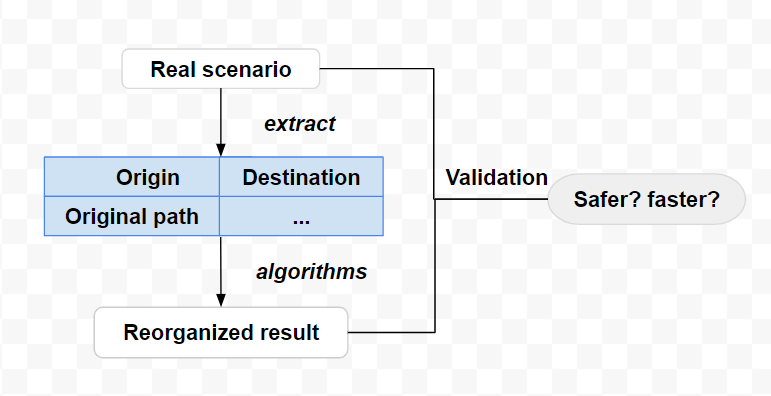 Real scenario
extract
Origin
Destination
Original path
...
Validation
Safer? faster?
algorithms
Reorganized result